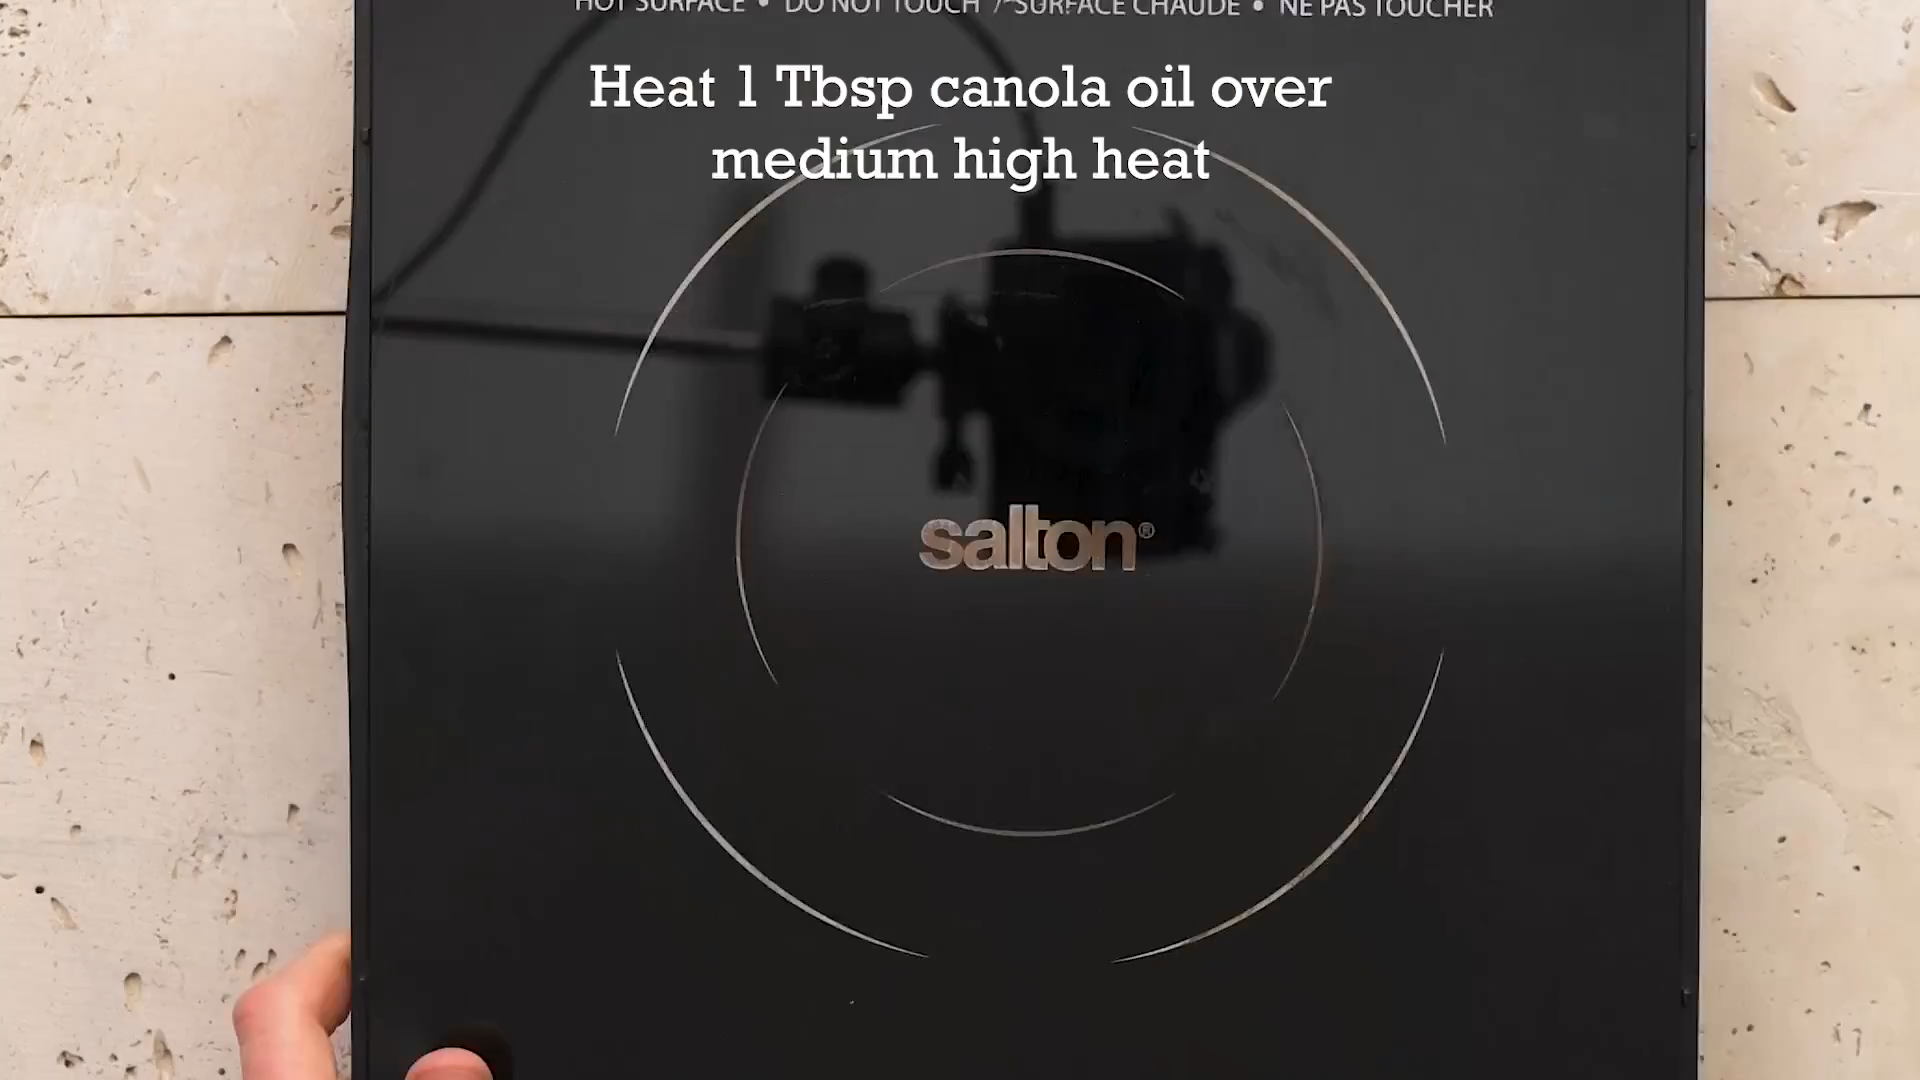 HOT SURFACE • DO NOT TOUCH / SURFACE CHAUDE • NE PAS TOUCHER
Heat 1 Tbsp canola oil over
medium high heat
salton®